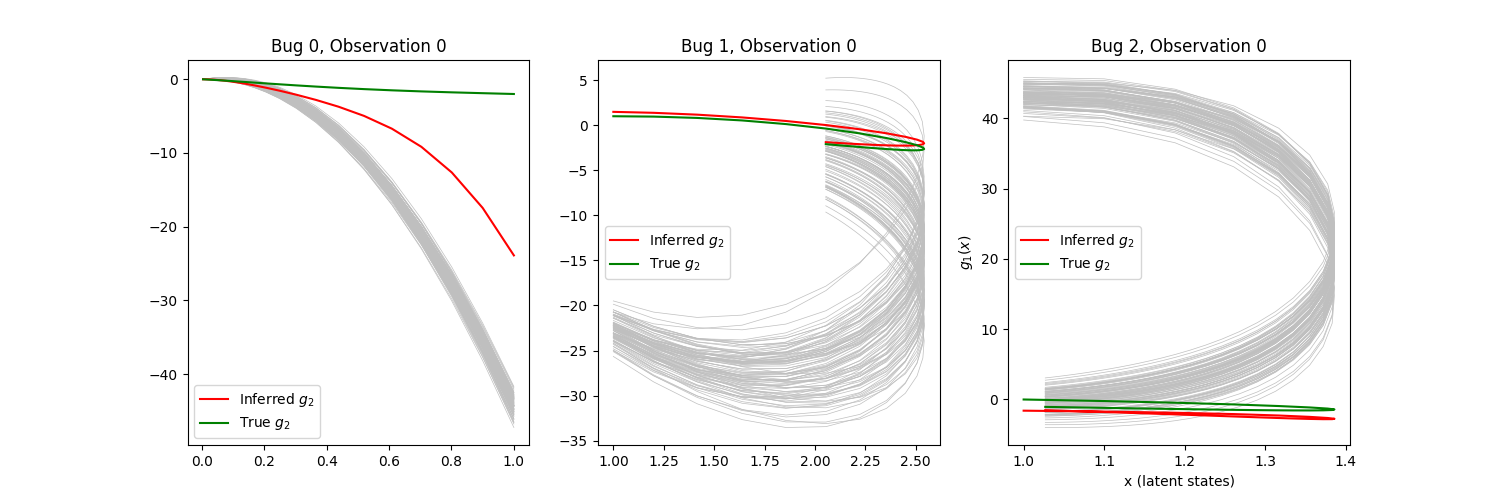 Bug 0, Observation 0
0
−10
−20
−30
−40
Inferred g₂
True g₂
0.0 0.2 0.4 0.6 0.8 1.0
Bug 1, Observation 0
5
0
−5
−10
−15
−20
−25
−30
−35
Inferred g₂
True g₂
1.00 1.25 1.50 1.75 2.00 2.25 2.50
Bug 2, Observation 0
g₁(x)
40
30
20
10
0
Inferred g₂
True g₂
1.0 1.1 1.2 1.3 1.4
x (latent states)